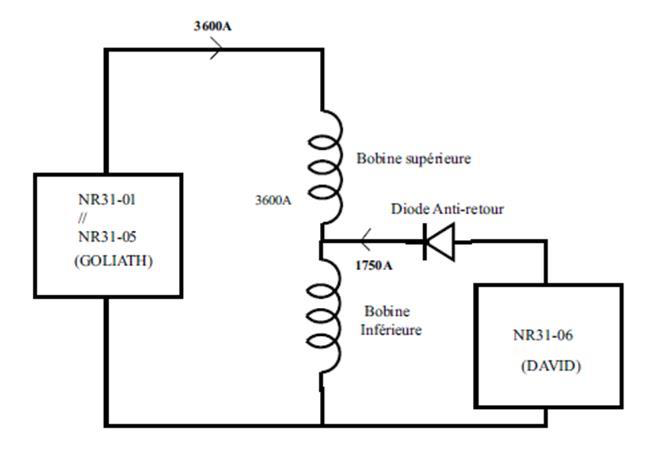 3600A
Bobine supérieure
NR31-01
//
NR31-05
(GOLIATH)
3600A
Diode Anti-retour
1750A
Bobine
Inférieure
NR31-06
(DAVID)